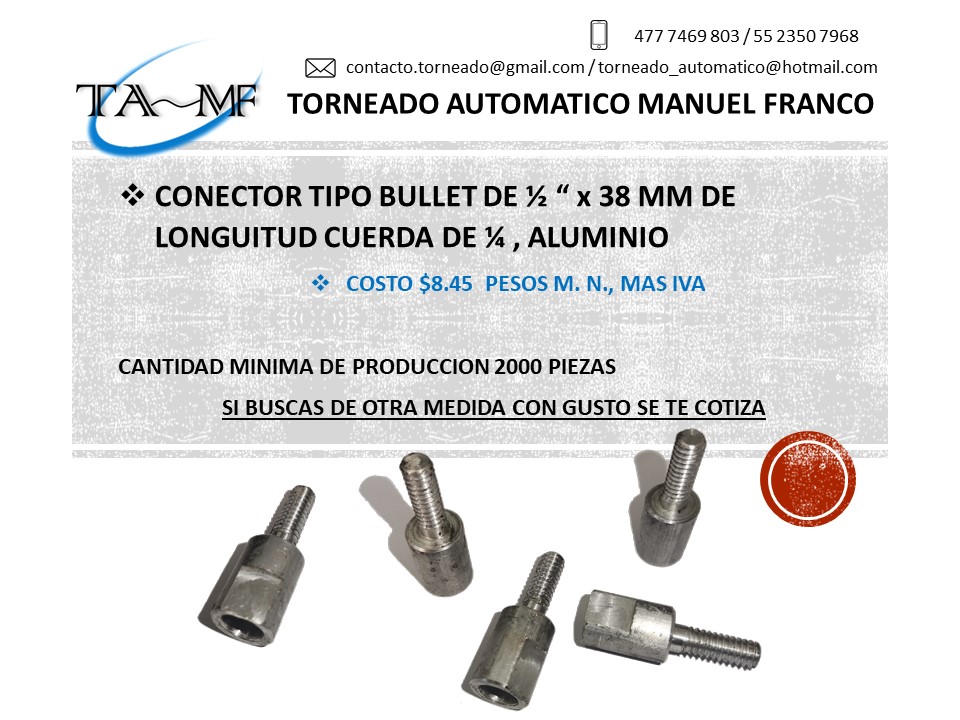 477 7469 803 / 55 2350 7968
contacto.torneado@gmail.com / torneado_automatico@hotmail.com
TA~MF
TORNEADO AUTOMATICO MANUEL FRANCO
❖ CONECTOR TIPO BULLET DE ½ “ x 38 MM DE
LONGUITUD CUERDA DE ¼ , ALUMINIO
❖ COSTO $8.45 PESOS M. N., MAS IVA
CANTIDAD MINIMA DE PRODUCCION 2000 PIEZAS
SI BUSCAS DE OTRA MEDIDA CON GUSTO SE TE COTIZA